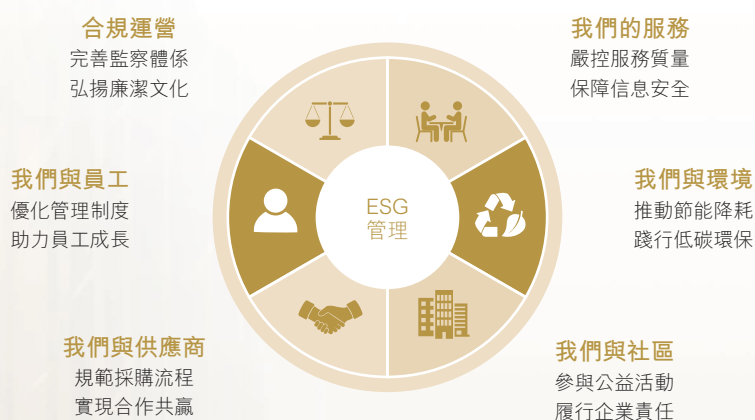 合規運營
完善監察體係
弘揚廉潔文化
我們的服務
嚴控服務質量
保障信息安全
我們與員工
優化管理制度
助力員工成長
ESG
管理
我們與環境
推動節能降耗
踐行低碳環保
我們與供應商
規範採購流程
實現合作共贏
我們與社區
參與公益活動
履行企業責任